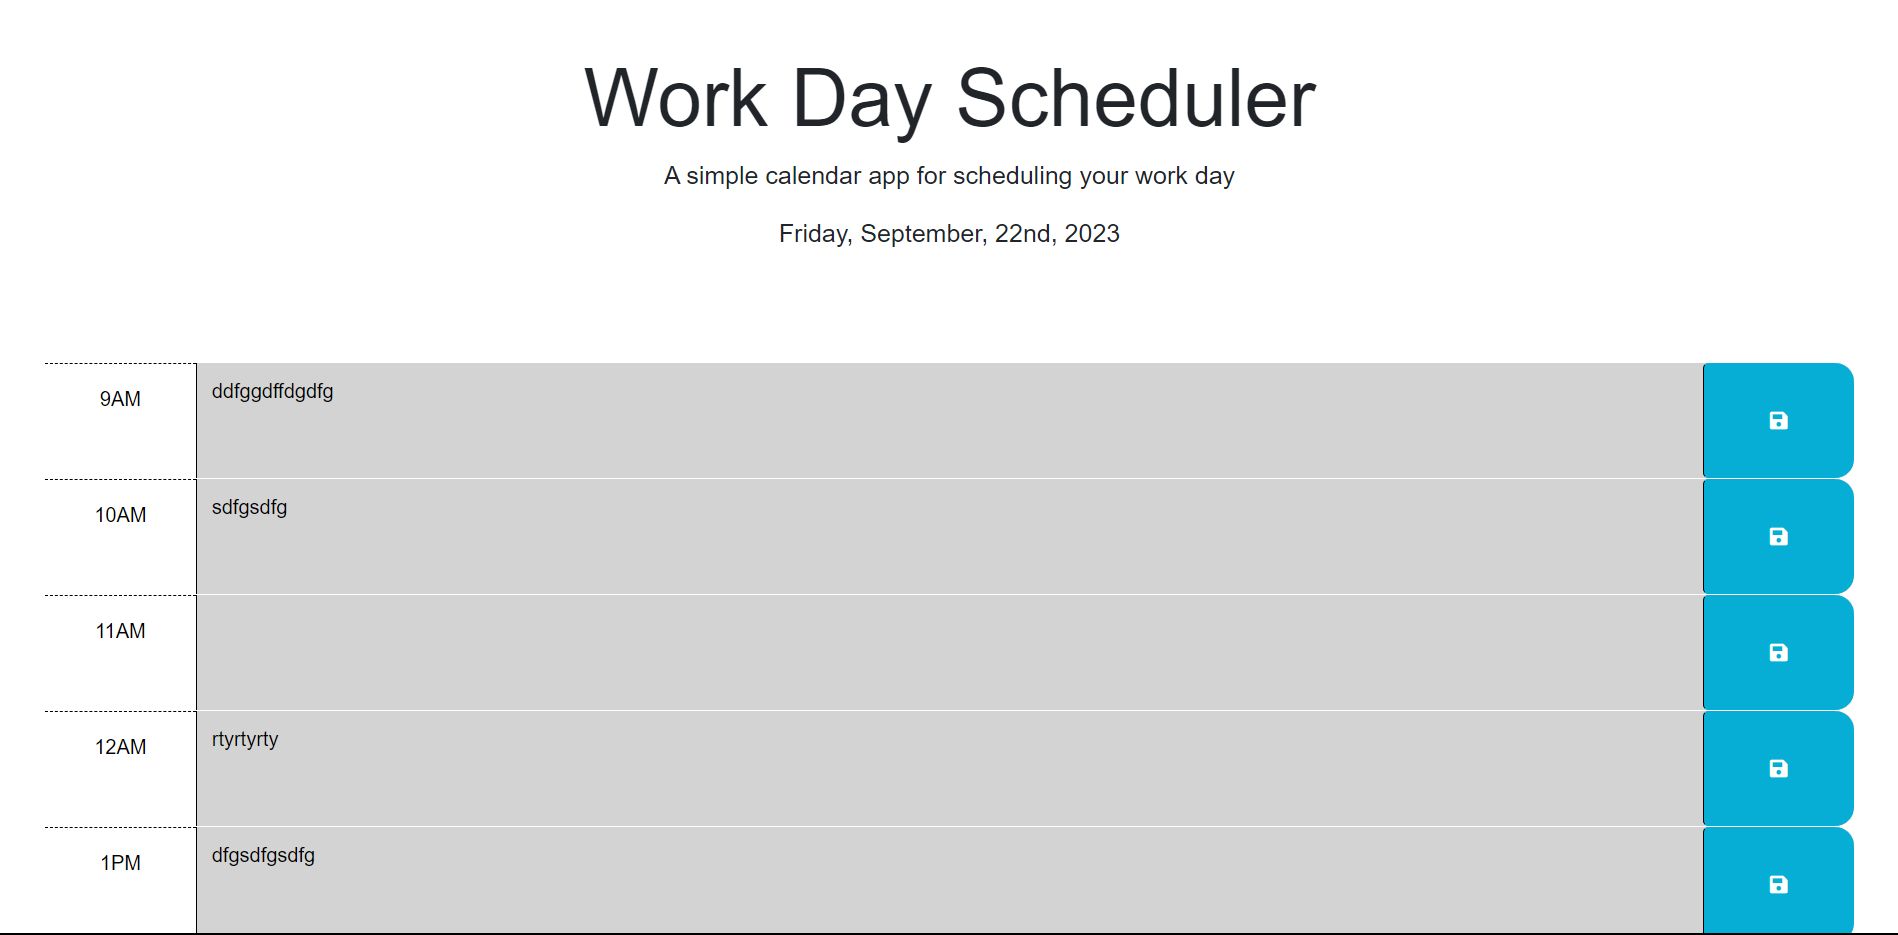 Work Day Scheduler
A simple calendar app for scheduling your work day
Friday, September, 22nd, 2023
9AM
ddfggdffdgdfg
10AM
sdfgsdfg
11AM
12AM
rtyrtyrty
1PM
dfgsdfgsdfg